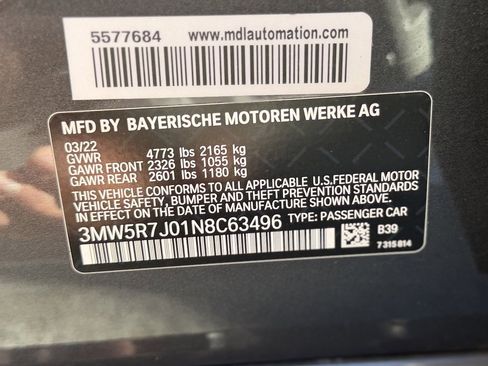 5577684 www.mdlautomation.com
MFD BY BAYERISCHE MOTOREN WERKE AG
03/22
GVWR 4773 lbs 2165 kg
GAWR FRONT 2326 lbs 1055 kg
GAWR REAR 2601 lbs 1180 kg
THIS VEHICLE CONFORMS TO ALL APPLICABLE U.S.FEDERAL MOTOR
VEHICLE SAFETY, BUMPER AND THEFT PREVENTION STANDARDS
IN EFFECT ON THE DATE OF MANUFACTURE SHOWN ABOVE.
3MW5R7J01N8C63496 TYPE: PASSENGER CAR
B39
7 315 814